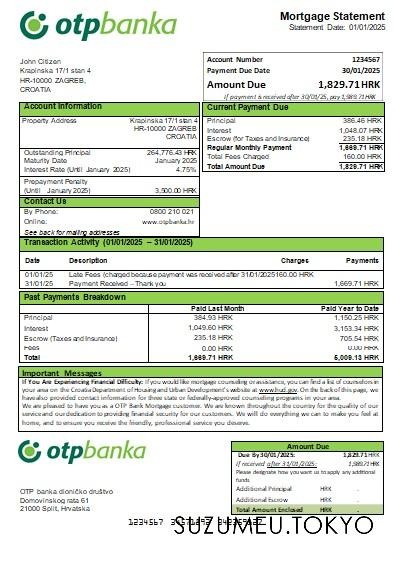 otpbanka
Mortgage Statement
Statement Date: 01/01/2025
John Citizen
Krapinska 17/1 stan 4
HR-10000 ZAGREB,
CROATIA
Account Number 1234567
Payment Due Date 30/01/2025
Amount Due 1,829.71HRK
If payment is received after 30/01/25, pay 1,989.71HRK
Account Information
Property Address Krapinska 17/1 stan 4
HR-10000 ZAGREB
CROATIA
Outstanding Principal 264,776.43 HRK
Maturity Date January 2025
Interest Rate (Until January 2025) 4.75%
Prepayment Penalty
(Until January 2025) 3,500.00 HRK
Contact Us
By Phone: 0800 210 021
Online: www.otpbanka.hr
See back for mailing addresses
Current Payment Due
Principal 386.46 HRK
Interest 1,048.07 HRK
Escrow (for Taxes and Insurance) 235.18 HRK
Regular Monthly Payment 1,669.71 HRK
Total Fees Charged 160.00 HRK
Total Amount Due 1,829.71 HRK
Transaction Activity (01/01/2025 – 31/01/2025)
Date Description Charges Payments
01/01/25 Late Fees (charged because payment was received after 31/01/2025160.00 HRK
31/01/25 Payment Received – Thank you 1,669.71 HRK
Past Payments Breakdown
Paid Last Month Paid Year to Date
Principal 384.93 HRK 1,150.25 HRK
Interest 1,049.60 HRK 3,153.34 HRK
Escrow (Taxes and Insurance) 235.18 HRK 705.54 HRK
Fees 0.00 HRK 0.00 HRK
Total 1,669.71 HRK 5,009.13 HRK
Important Messages
If You Are Experiencing Financial Difficulty: If you would like mortgage counseling or assistance, you can find a list of counselors in
your area on the Croatia Department of Housing and Urban Development's website at www.hud.gov. On the back of this page, we
have also provided contact information for three state or federally-approved counseling programs in your area.
We are pleased to have you as a OTP Bank Mortgage customer. We are known throughout the country for the quality of our
service and our dedication to providing financial security for our customers. We will do everything we can to make you feel at
home, and to ensure you receive the friendly, professional service you deserve.
otpbanka
Amount Due
Due By 30/01/2025: 1,829.71 HRK
If received after 31/01/2025: 1,989.71 HRK
Please designate how you want us to apply any additional
funds
Additional Principal HRK .
Additional Escrow HRK .
Total Amount Enclosed HRK .
OTP banka dioničko društvo
Domovinskog rata 61
21000 Split, Hrvatska
1234567
SUZUMEU.TOKYO